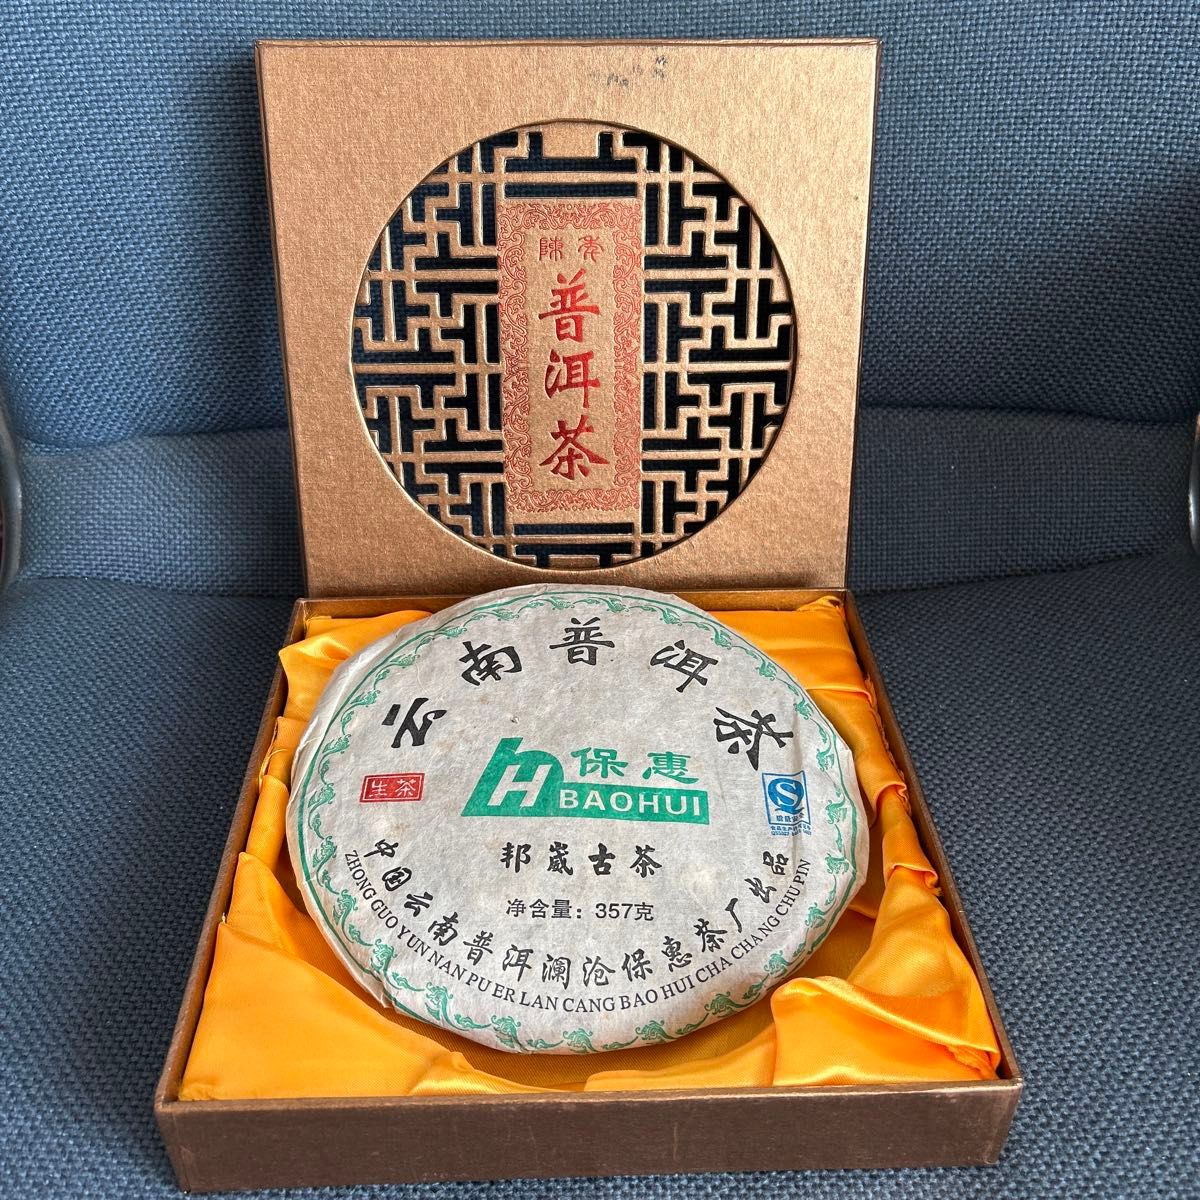 陳年
普洱茶
云南普洱茶
保惠
BAOHUI
生茶
邦崴古茶
净含量：357克
中国云南普洱澜沧保惠茶厂出品
ZHONG GUO YUN NAN PU ER LAN CANG BAO HUI CHA CHANG CHU PIN